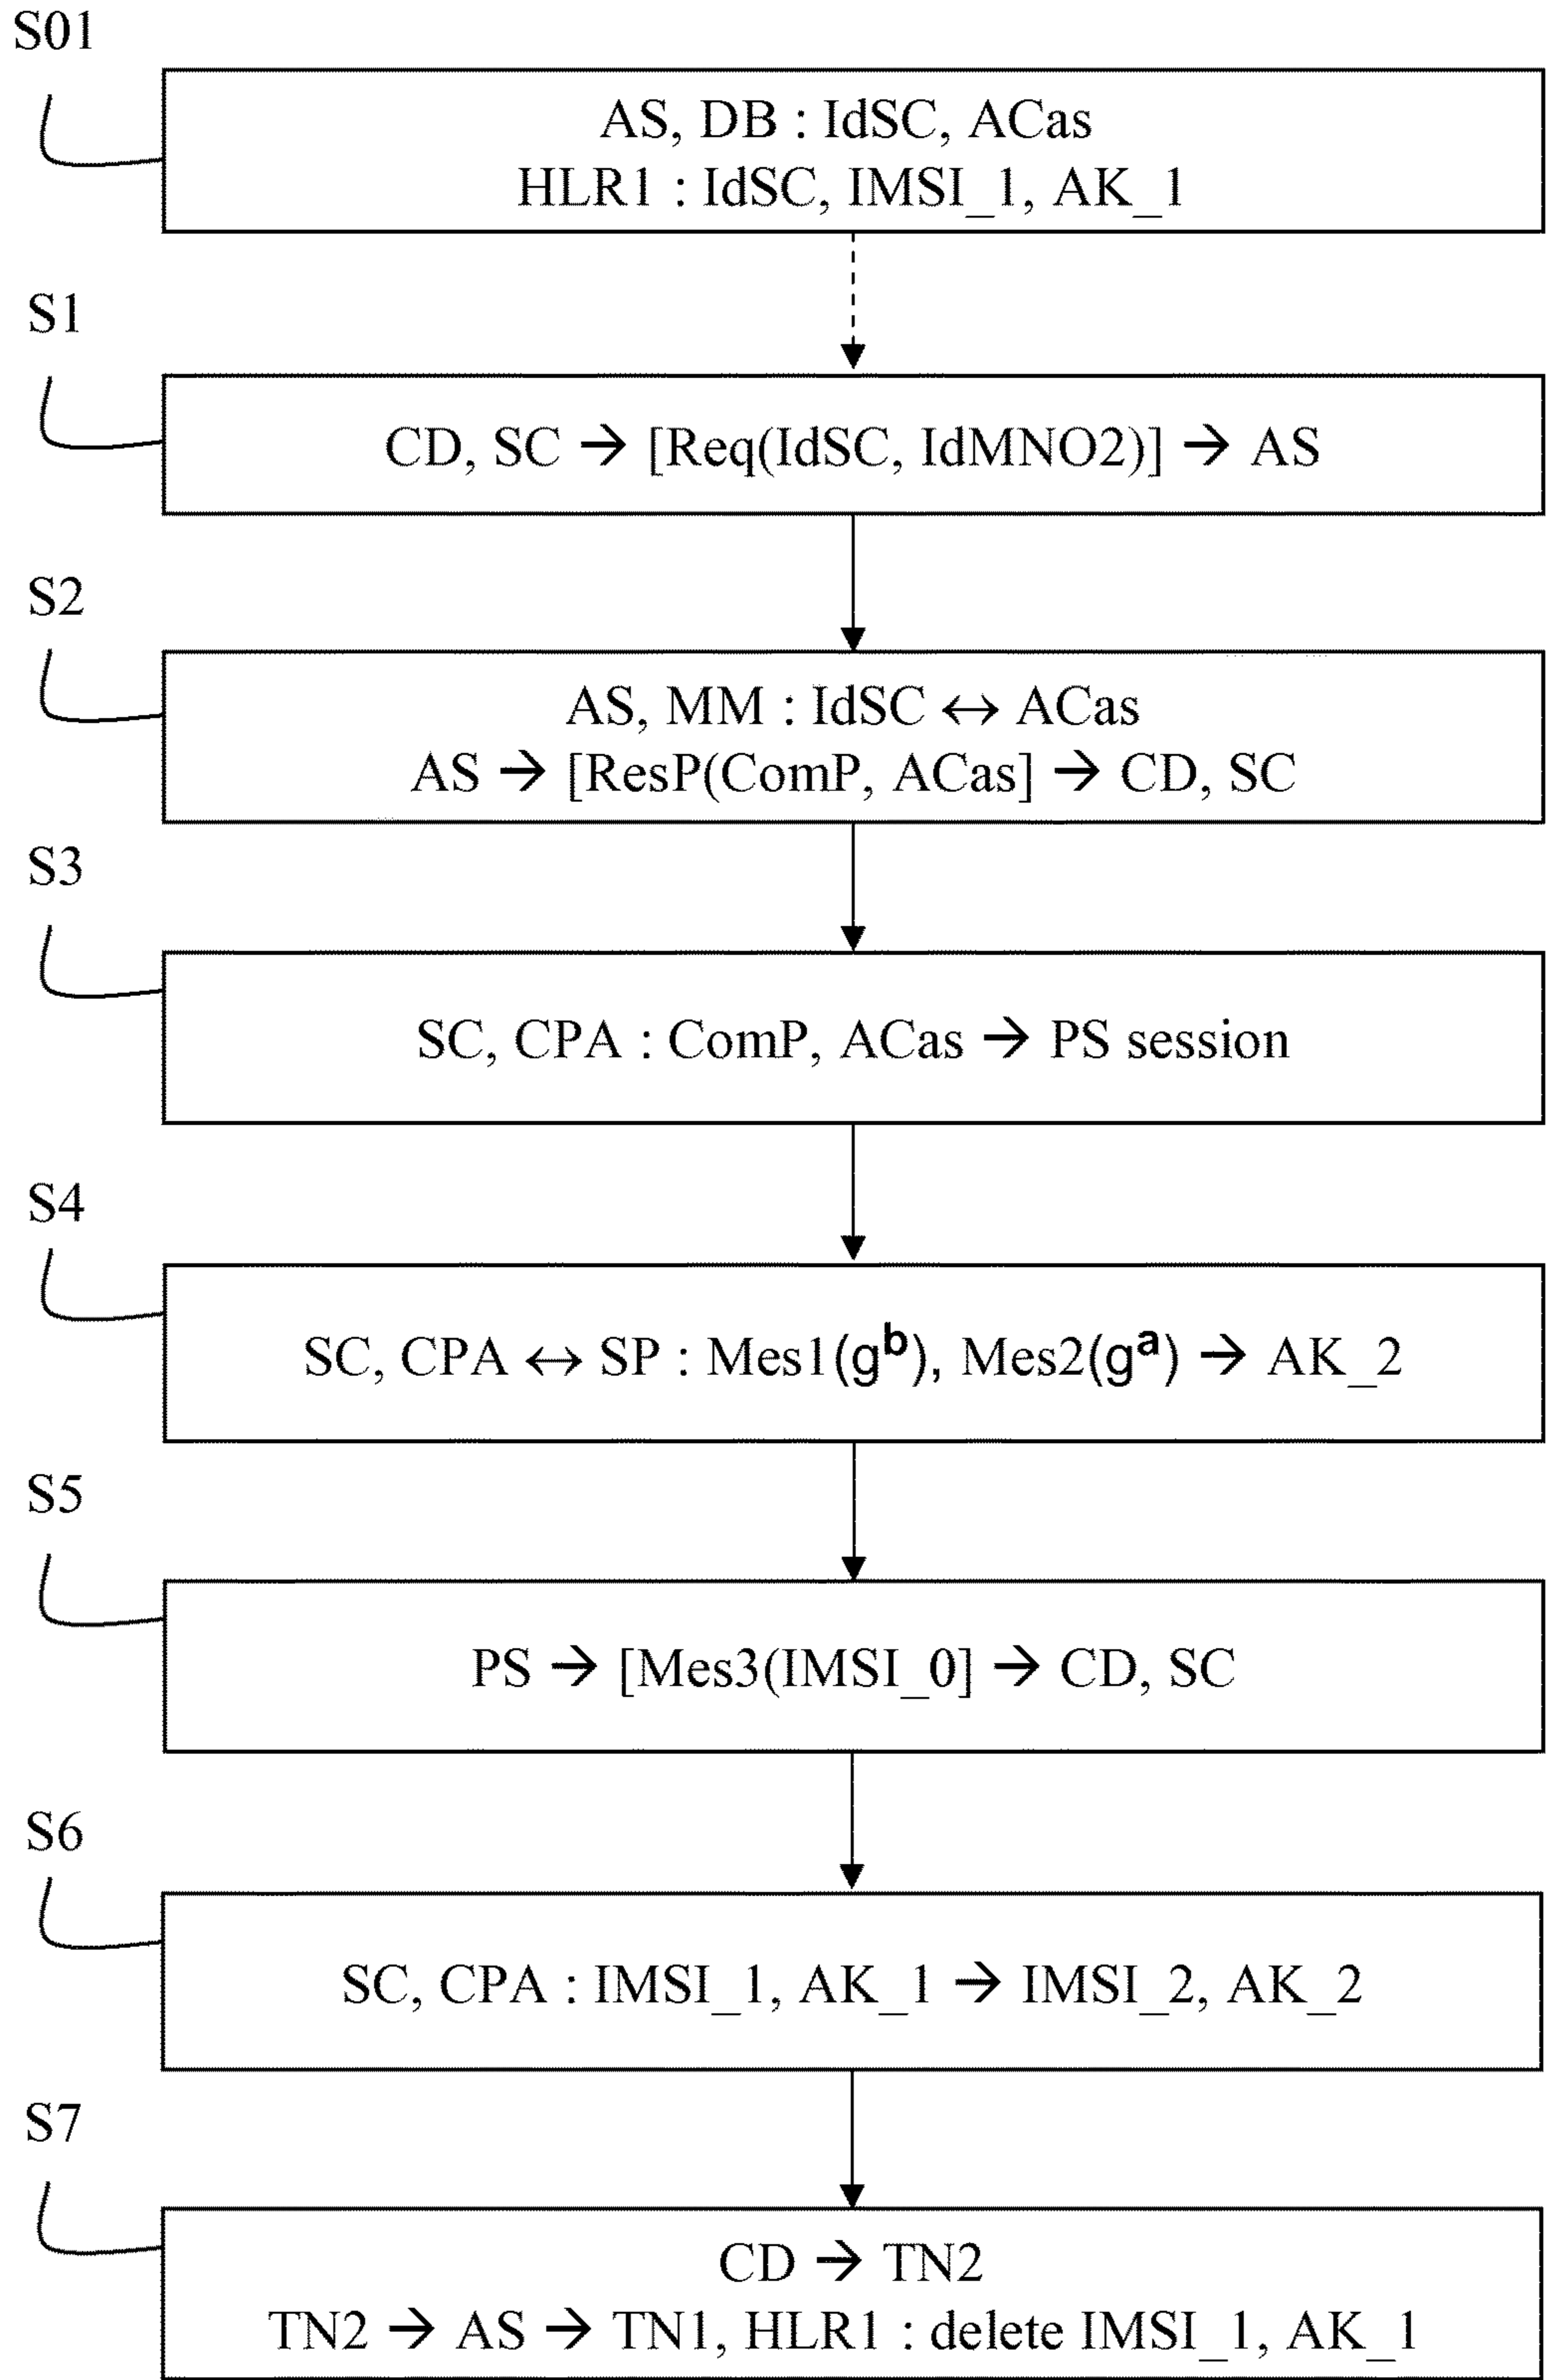 S01
AS, DB : IdSC, ACas
HLR1 : IdSC, IMSI_1, AK_1
S1
CD, SC → [Req(IdSC, IdMNO2)] → AS
S2
AS, MM : IdSC ↔ ACas
AS → [ResP(ComP, ACas] → CD, SC
S3
SC, CPA : ComP, ACas → PS session
S4
SC, CPA ↔ SP : Mes1(gᵇ), Mes2(gᵃ) → AK_2
S5
PS → [Mes3(IMSI_0] → CD, SC
S6
SC, CPA : IMSI_1, AK_1 → IMSI_2, AK_2
S7
CD → TN2
TN2 → AS → TN1, HLR1 : delete IMSI_1, AK_1